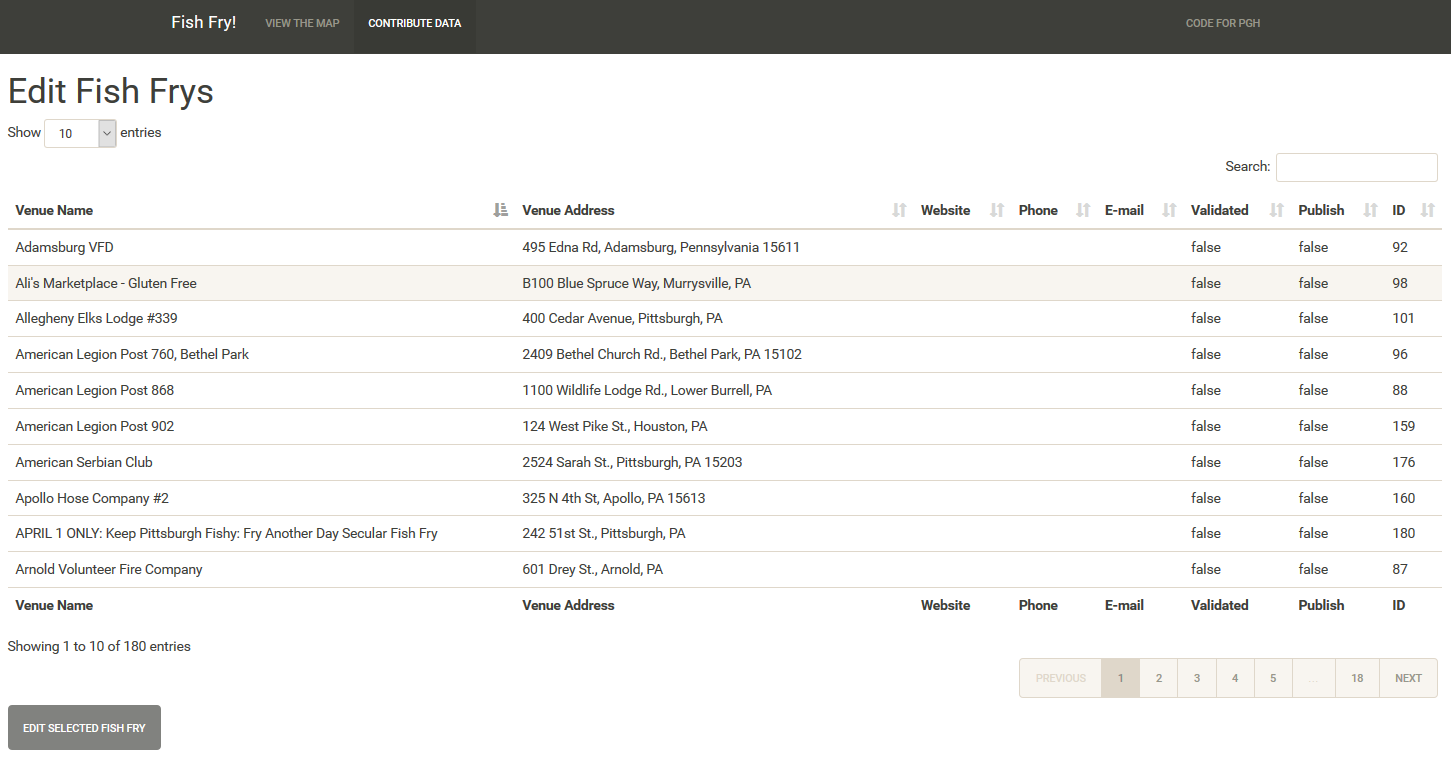 Fish Fry! VIEW THE MAP CONTRIBUTE DATA CODE FOR PGH
Edit Fish Frys
Show 10 entries
Search:
Venue Name Venue Address Website Phone E-mail Validated Publish ID
Adamsburg VFD 495 Edna Rd, Adamsburg, Pennsylvania 15611 false false 92
Ali's Marketplace - Gluten Free B100 Blue Spruce Way, Murrysville, PA false false 98
Allegheny Elks Lodge #339 400 Cedar Avenue, Pittsburgh, PA false false 101
American Legion Post 760, Bethel Park 2409 Bethel Church Rd., Bethel Park, PA 15102 false false 96
American Legion Post 868 1100 Wildlife Lodge Rd., Lower Burrell, PA false false 88
American Legion Post 902 124 West Pike St., Houston, PA false false 159
American Serbian Club 2524 Sarah St., Pittsburgh, PA 15203 false false 176
Apollo Hose Company #2 325 N 4th St, Apollo, PA 15613 false false 160
APRIL 1 ONLY: Keep Pittsburgh Fishy: Fry Another Day Secular Fish Fry 242 51st St., Pittsburgh, PA false false 180
Arnold Volunteer Fire Company 601 Drey St., Arnold, PA false false 87
Venue Name Venue Address Website Phone E-mail Validated Publish ID
Showing 1 to 10 of 180 entries
PREVIOUS 1 2 3 4 5 ... 18 NEXT
EDIT SELECTED FISH FRY